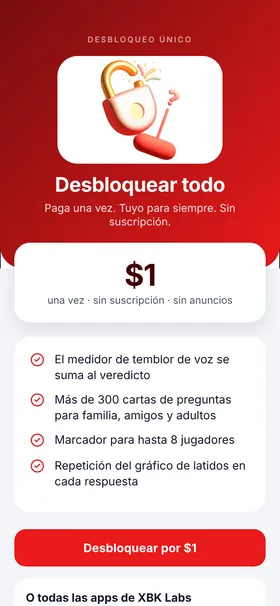 DESBLOQUEO ÚNICO
Desbloquear todo
Paga una vez. Tuyo para siempre. Sin
suscripción.
$1
una vez · sin suscripción · sin anuncios
El medidor de temblor de voz se
suma al veredicto
Más de 300 cartas de preguntas
para familia, amigos y adultos
Marcador para hasta 8 jugadores
Repetición del gráfico de latidos en
cada respuesta
Desbloquear por $1
O todas las apps de XBK Labs